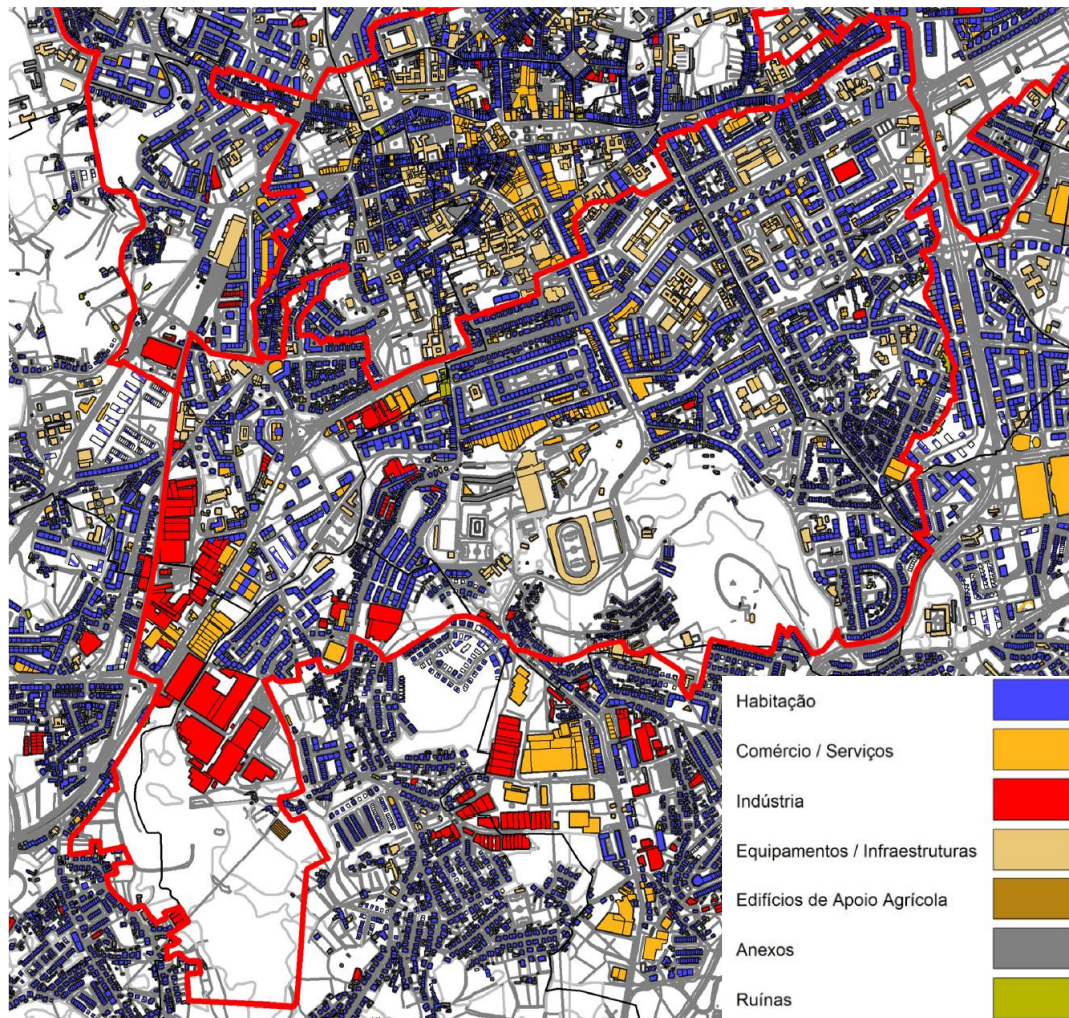 Habitação
Comércio / Serviços
Indústria
Equipamentos / Infraestruturas
Edifícios de Apoio Agrícola
Anexos
Ruínas